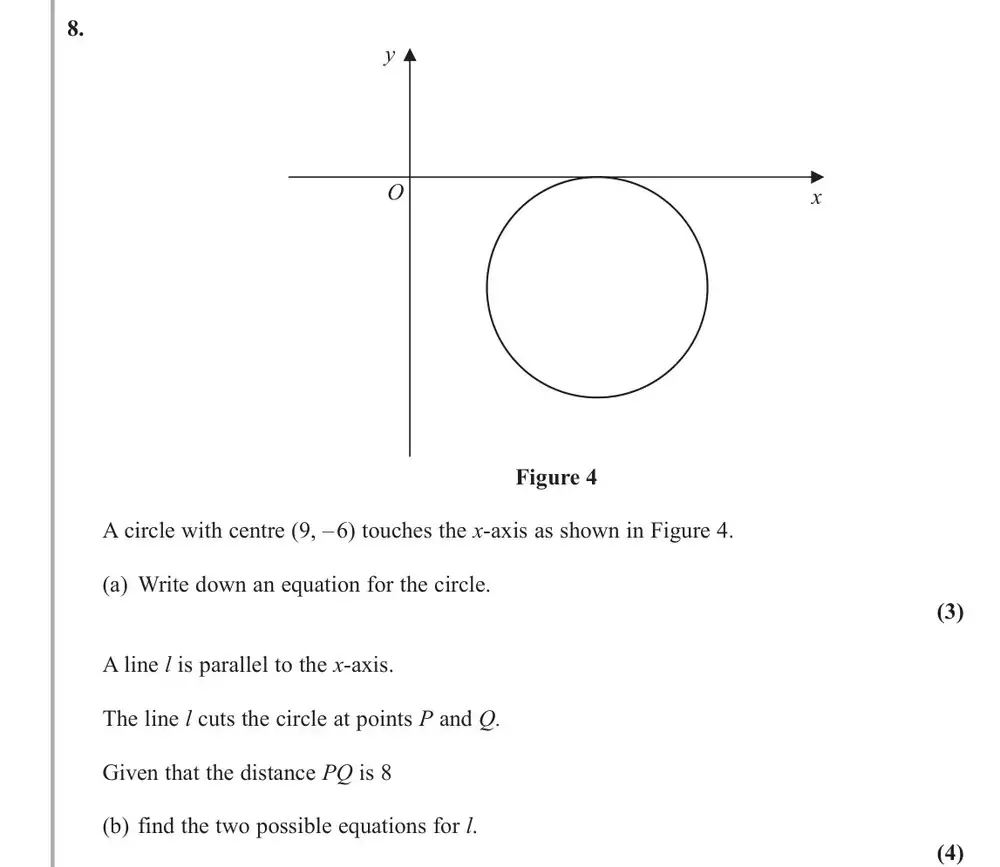 8.
y
O
x
Figure 4
A circle with centre (9, –6) touches the x-axis as shown in Figure 4.
(a) Write down an equation for the circle.
(3)
A line l is parallel to the x-axis.
The line l cuts the circle at points P and Q.
Given that the distance PQ is 8
(b) find the two possible equations for l.
(4)